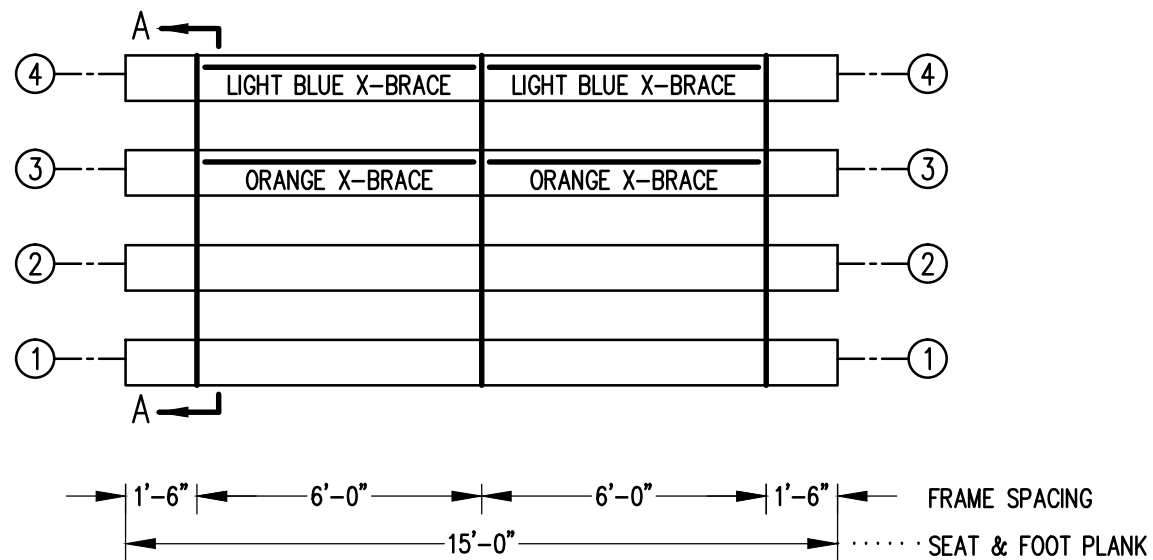 A
4 LIGHT BLUE X-BRACE LIGHT BLUE X-BRACE 4
3 ORANGE X-BRACE ORANGE X-BRACE 3
2 2
1 1
A
1'-6" 6'-0" 6'-0" 1'-6" FRAME SPACING
15'-0" SEAT & FOOT PLANK